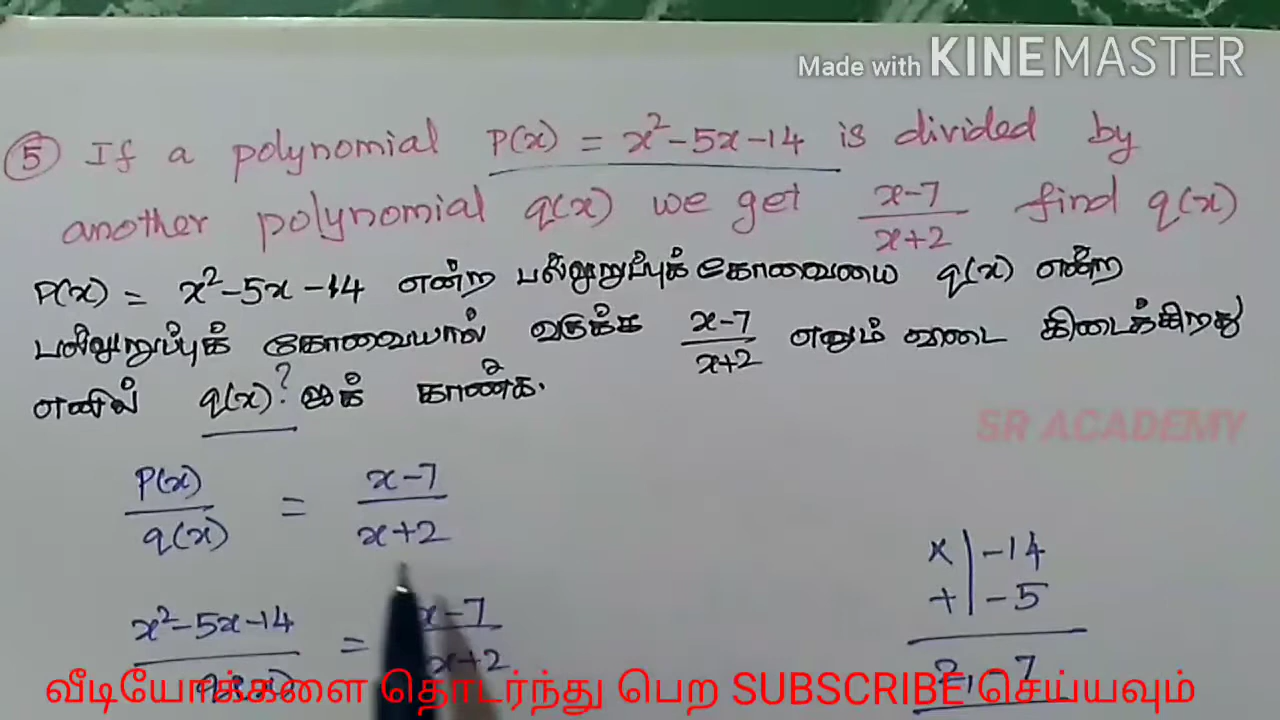 Made with KINEMASTER
⑤ If a polynomial P(x) = x²-5x-14 is divided by
another polynomial q(x) we get (x-7)/(x+2) find q(x)
P(x) = x²-5x-14 என்ற பல்லுறுப்புக் கோவையை q(x) என்ற
பல்லுறுப்புக் கோவையால் வகுக்க (x-7)/(x+2) எனும் விடை கிடைக்கிறது
எனில் q(x)? ஐக் காண்க.
SR ACADEMY
P(x)/q(x) = (x-7)/(x+2)
x | -14
+ | -5
2, -7
(x²-5x-14)/q(x) = (x-7)/(x+2)
வீடியோக்களை தொடர்ந்து பெற SUBSCRIBE செய்யவும்